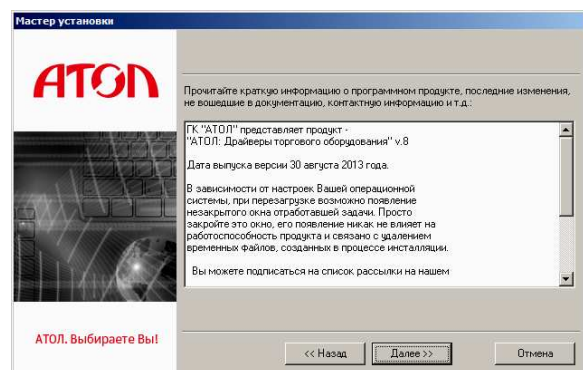 Мастер установки
АТОЛ
Прочитайте краткую информацию о программном продукте, последние изменения,
не вошедшие в документацию, контактную информацию и т.д.:
ГК "АТОЛ" представляет продукт -
"АТОЛ: Драйверы торгового оборудования" v.8
Дата выпуска версии 30 августа 2013 года.
В зависимости от настроек Вашей операционной
системы, при перезагрузке возможно появление
незакрытого окна отработавшей задачи. Просто
закройте это окно, его появление никак не влияет на
работоспособность продукта и связано с удалением
временных файлов, созданных в процессе инсталляции.
Вы можете подписаться на список рассылки на нашем
АТОЛ. Выбираете Вы!
<< Назад
Далее >>
Отмена